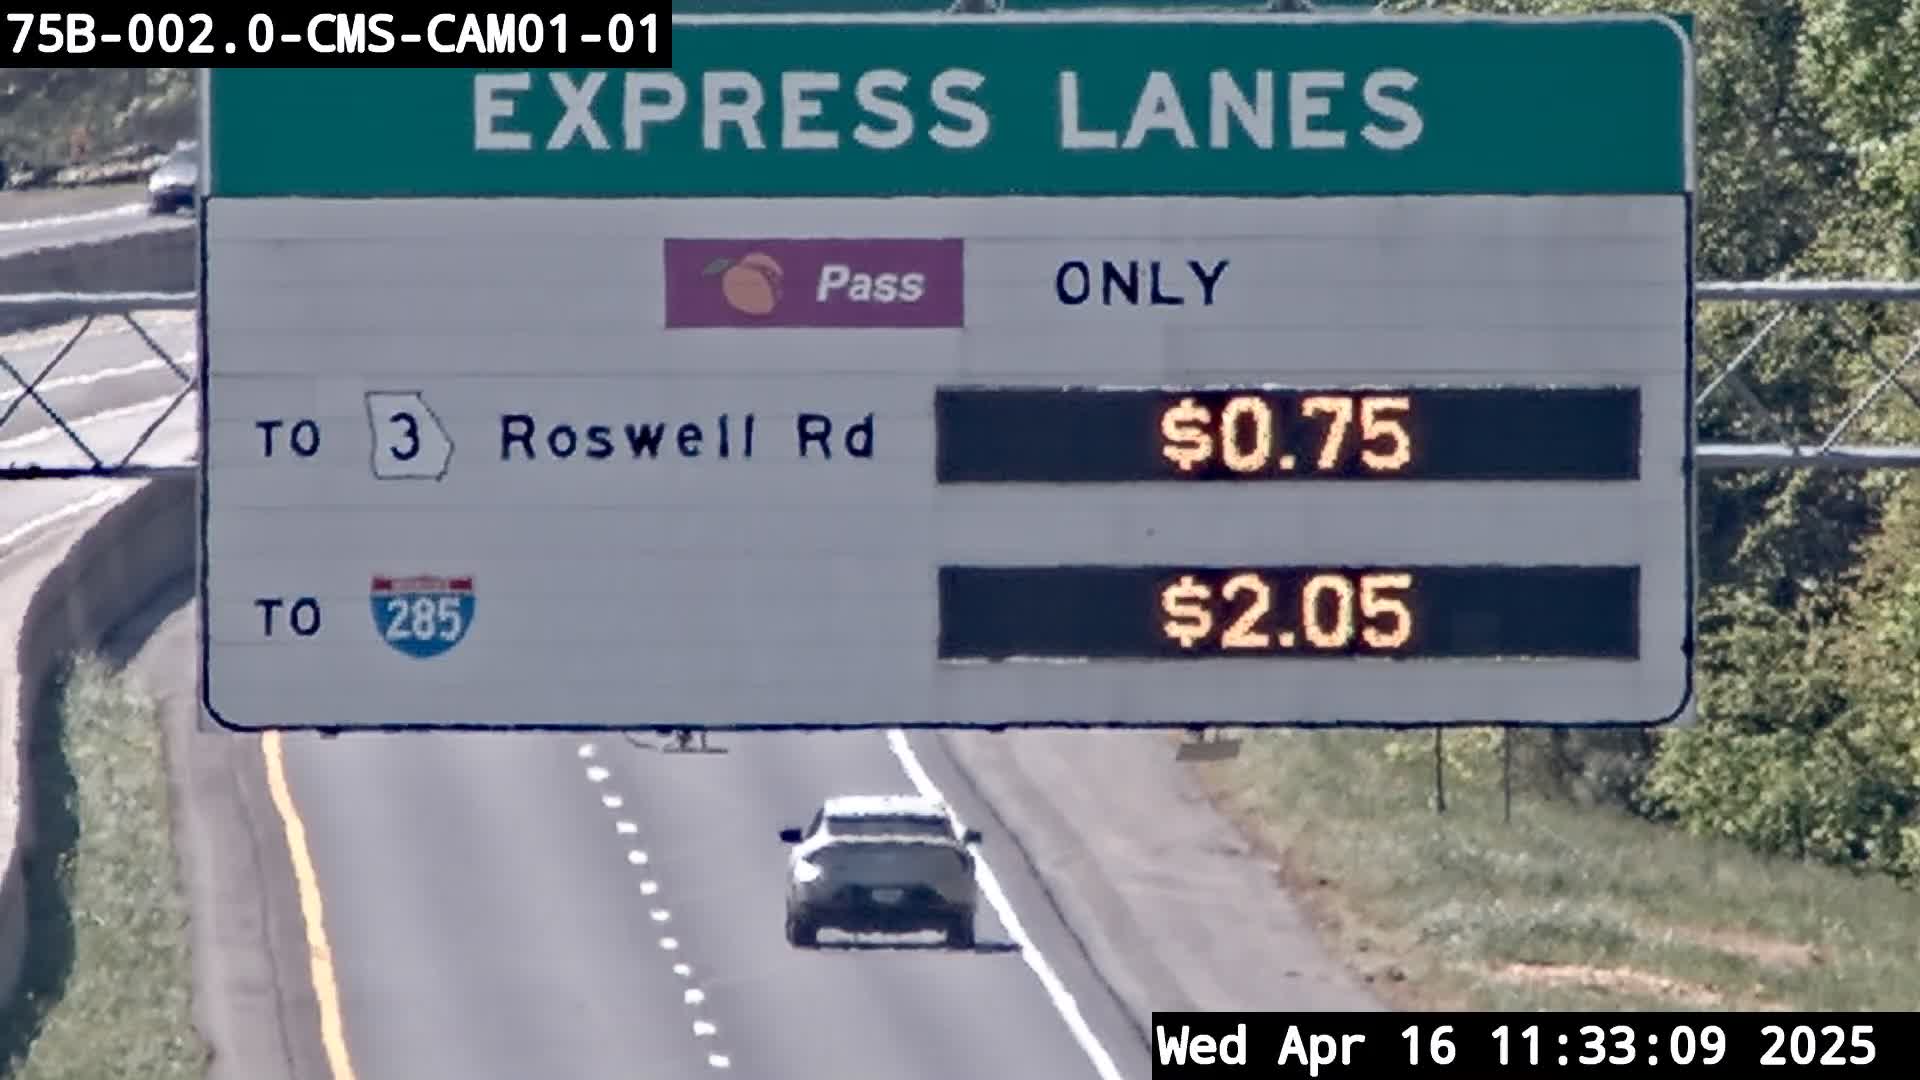 75B-002.0-CMS-CAM01-01
EXPRESS LANES
Pass ONLY
TO 3 Roswell Rd $0.75
TO 285 $2.05
Wed Apr 16 11:33:09 2025